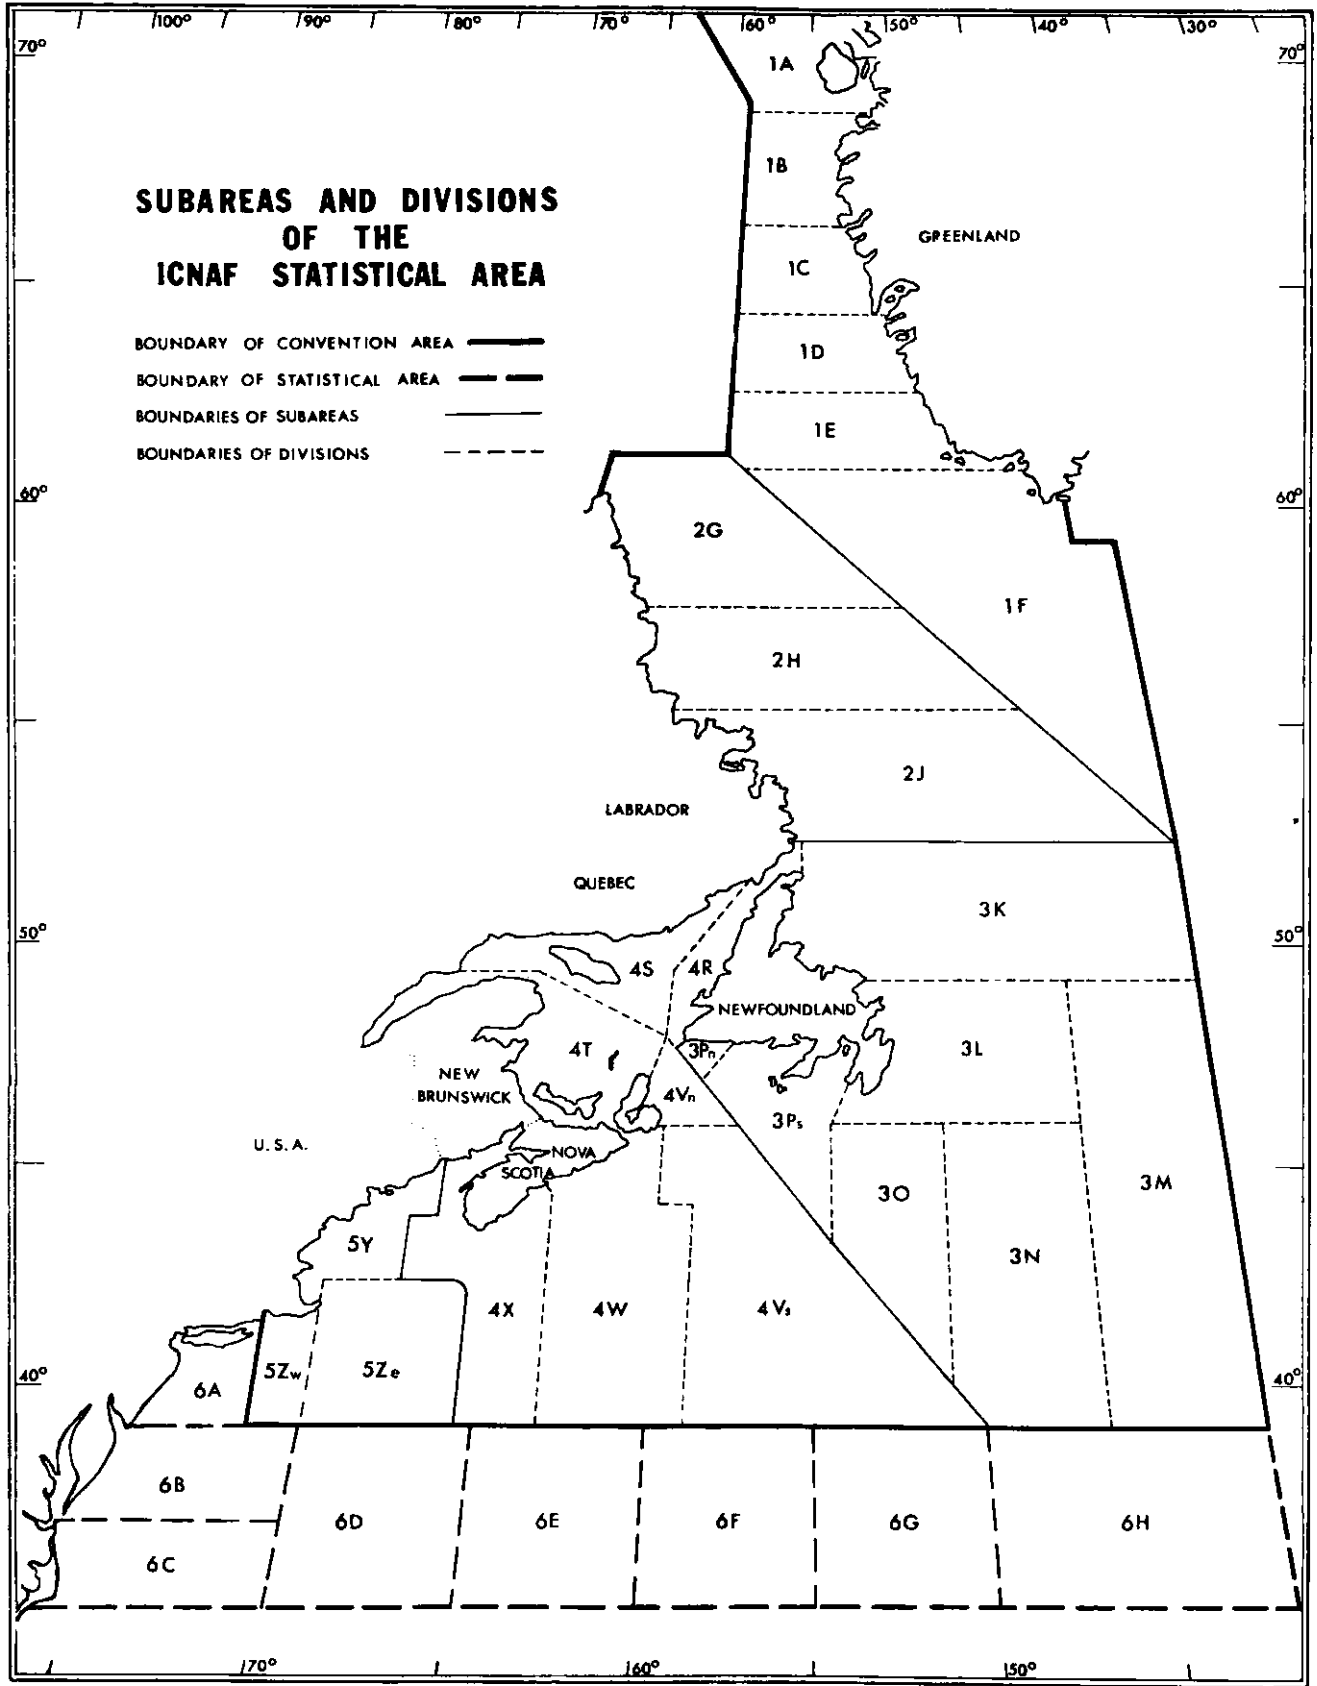 100° 90° 80° 70° 60° 50° 40° 30°
70° 70°
1A
1B
SUBAREAS AND DIVISIONS
OF THE
ICNAF STATISTICAL AREA
GREENLAND
1C
BOUNDARY OF CONVENTION AREA
1D
BOUNDARY OF STATISTICAL AREA
BOUNDARIES OF SUBAREAS
1E
BOUNDARIES OF DIVISIONS
60° 60°
2G
1F
2H
2J
LABRADOR
QUEBEC
3K
50° 50°
4S 4R
NEWFOUNDLAND
4T 3Pn 3L
NEW
BRUNSWICK
4Vn
3Ps
U.S.A.
NOVA
SCOTIA
3O 3M
5Y 3N
4X 4W 4Vs
5Zw 5Ze
40° 40°
6A
6B
6D 6E 6F 6G 6H
6C
70° 60° 50°